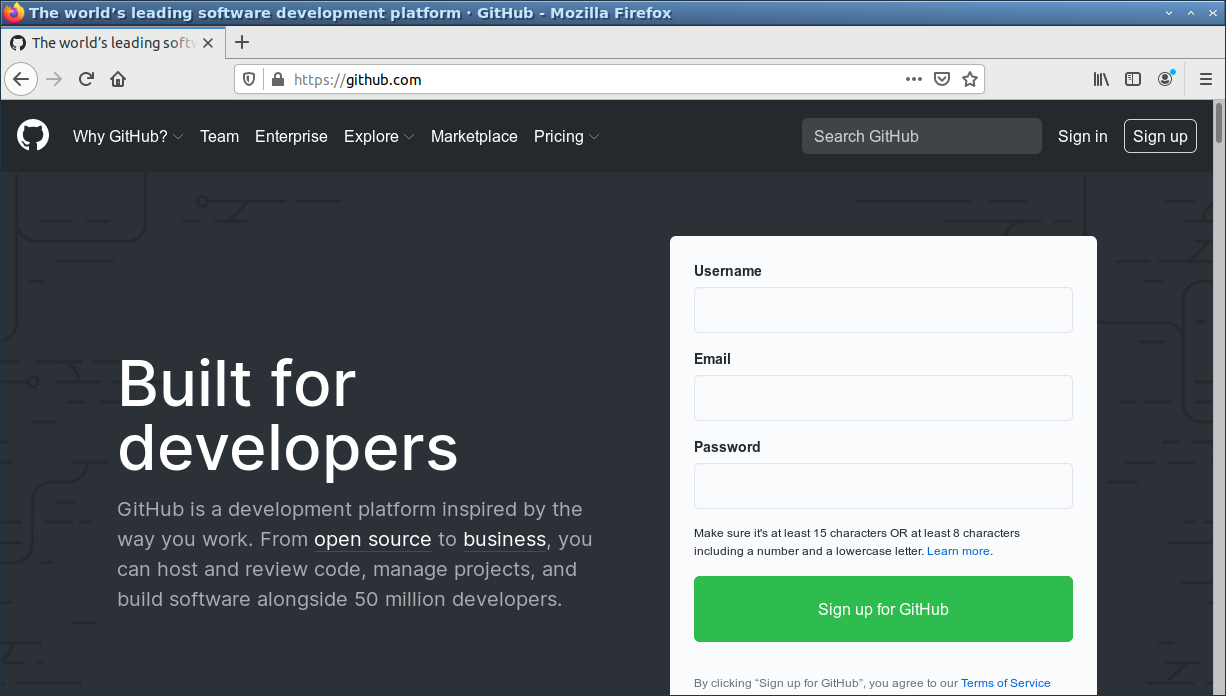 The world’s leading software development platform · GitHub - Mozilla Firefox
The world’s leading softw
https://github.com
Why GitHub? Team Enterprise Explore Marketplace Pricing Search GitHub Sign in Sign up
Built for
developers
GitHub is a development platform inspired by the
way you work. From open source to business, you
can host and review code, manage projects, and
build software alongside 50 million developers.
Username
Email
Password
Make sure it's at least 15 characters OR at least 8 characters
including a number and a lowercase letter. Learn more.
Sign up for GitHub
By clicking “Sign up for GitHub”, you agree to our Terms of Service